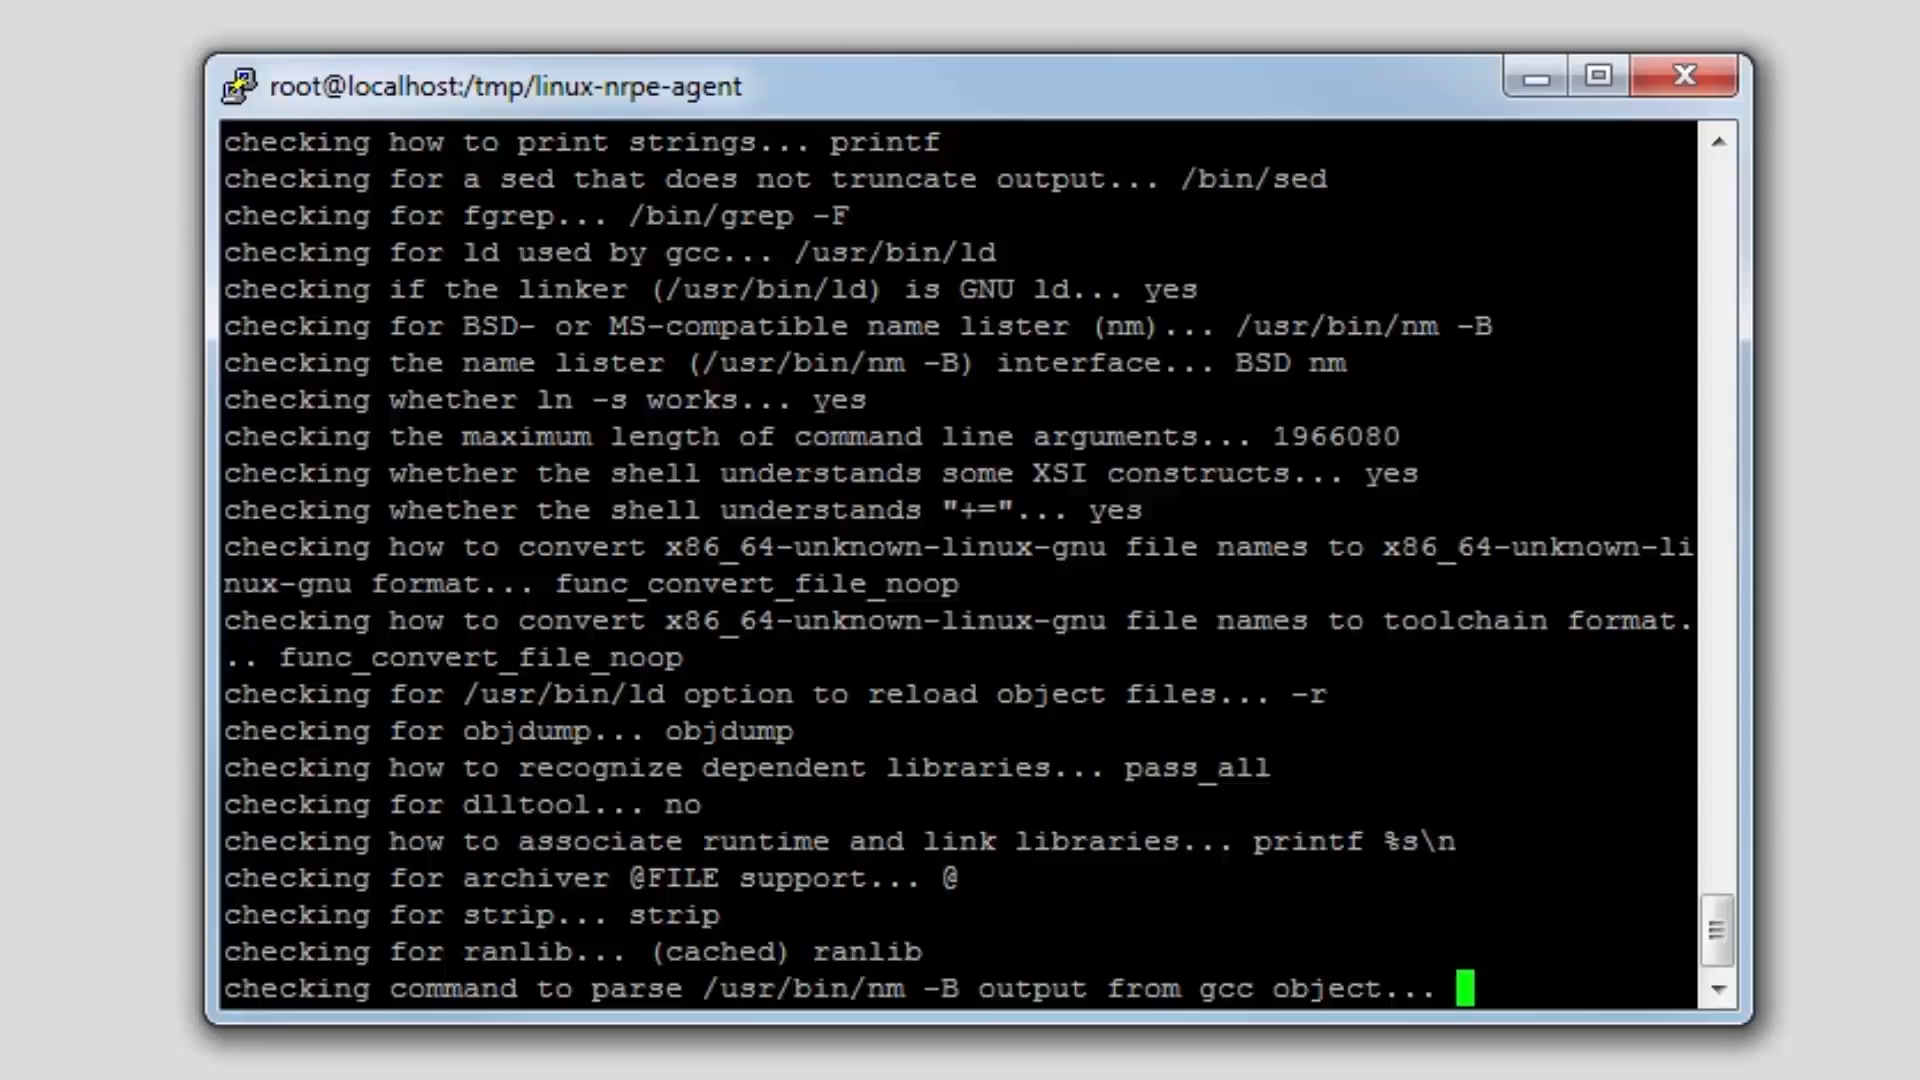 root@localhost:/tmp/linux-nrpe-agent
checking how to print strings... printf
checking for a sed that does not truncate output... /bin/sed
checking for fgrep... /bin/grep -F
checking for ld used by gcc... /usr/bin/ld
checking if the linker (/usr/bin/ld) is GNU ld... yes
checking for BSD- or MS-compatible name lister (nm)... /usr/bin/nm -B
checking the name lister (/usr/bin/nm -B) interface... BSD nm
checking whether ln -s works... yes
checking the maximum length of command line arguments... 1966080
checking whether the shell understands some XSI constructs... yes
checking whether the shell understands "+="... yes
checking how to convert x86_64-unknown-linux-gnu file names to x86_64-unknown-li
nux-gnu format... func_convert_file_noop
checking how to convert x86_64-unknown-linux-gnu file names to toolchain format.
.. func_convert_file_noop
checking for /usr/bin/ld option to reload object files... -r
checking for objdump... objdump
checking how to recognize dependent libraries... pass_all
checking for dlltool... no
checking how to associate runtime and link libraries... printf %s\n
checking for archiver @FILE support... @
checking for strip... strip
checking for ranlib... (cached) ranlib
checking command to parse /usr/bin/nm -B output from gcc object...